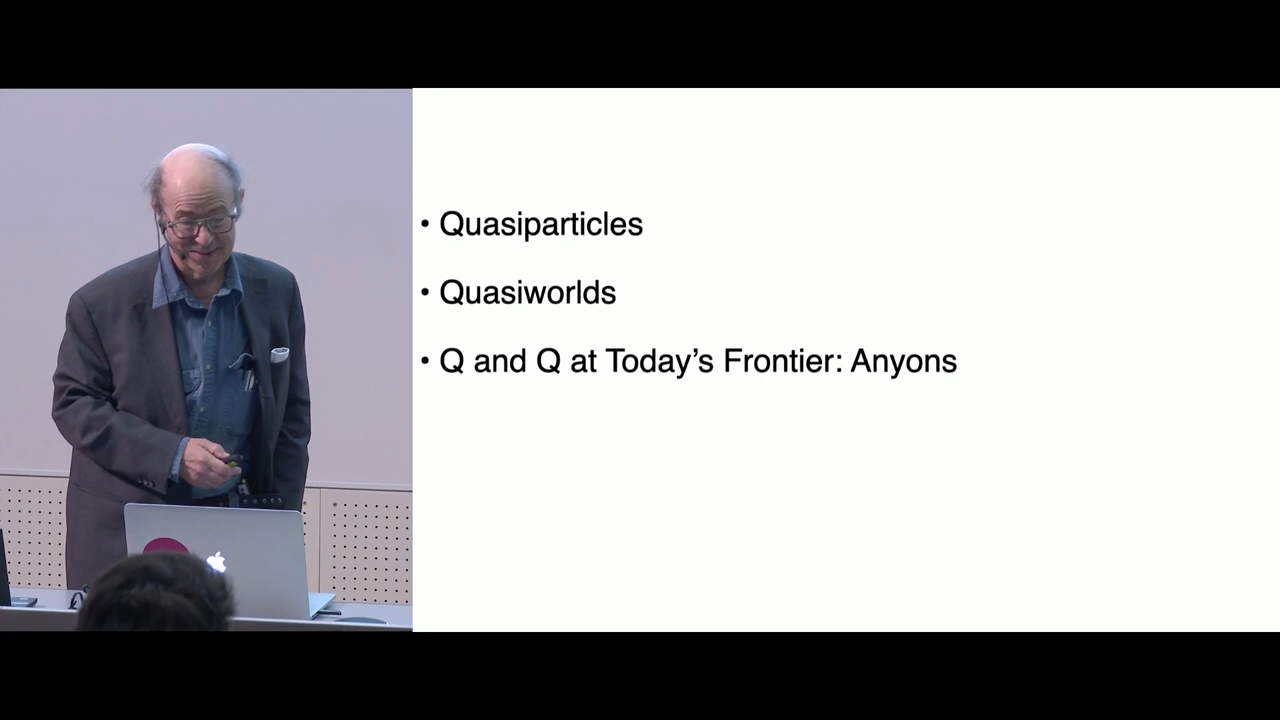 • Quasiparticles
• Quasiworlds
• Q and Q at Today's Frontier: Anyons